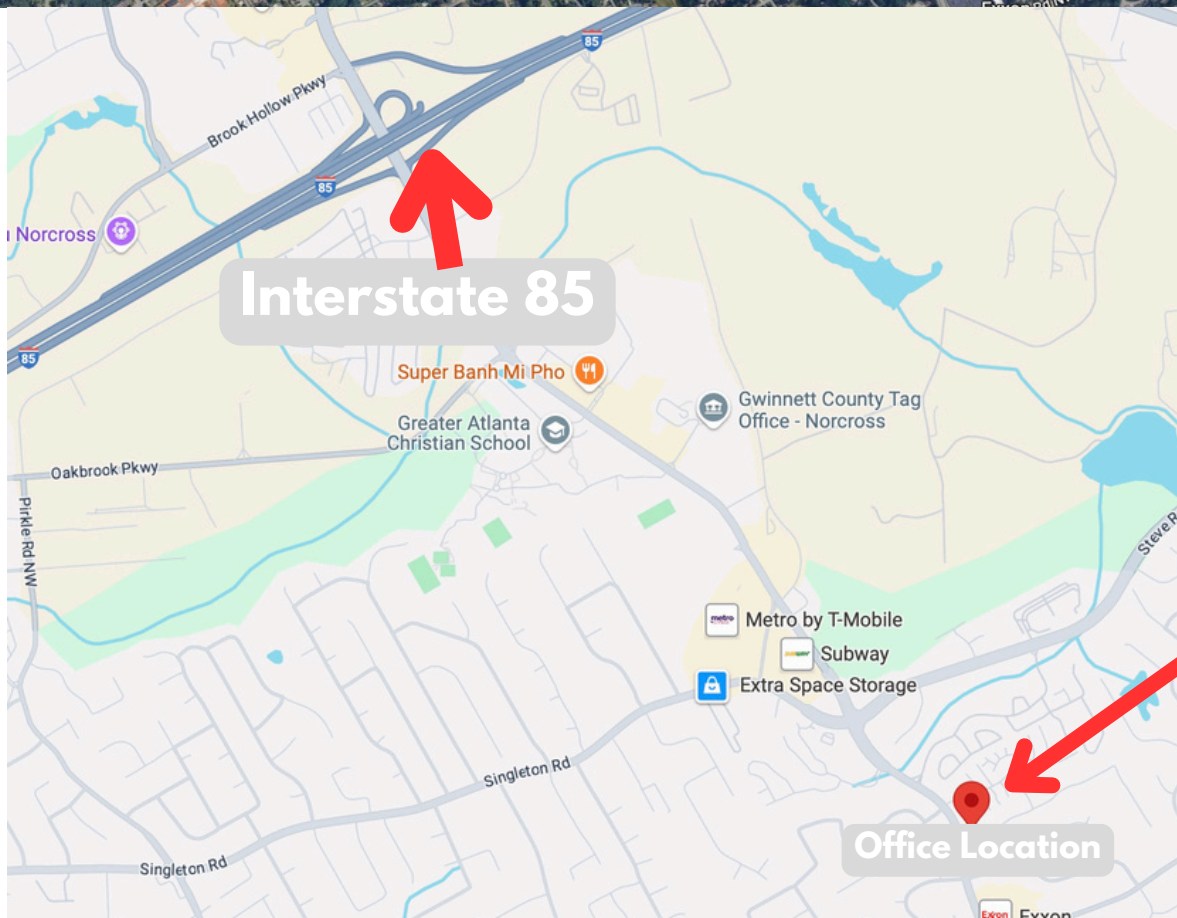 85
Brook Hollow Pkwy
85
Norcross
Interstate 85
85
Super Banh Mi Pho
Gwinnett County Tag
Office - Norcross
Greater Atlanta
Christian School
Oakbrook Pkwy
Pirkle Rd NW
Steve R
metro
Metro by T-Mobile
SUBWAY
Subway
Extra Space Storage
Singleton Rd
Office Location
Singleton Rd
Exxon
Exxon